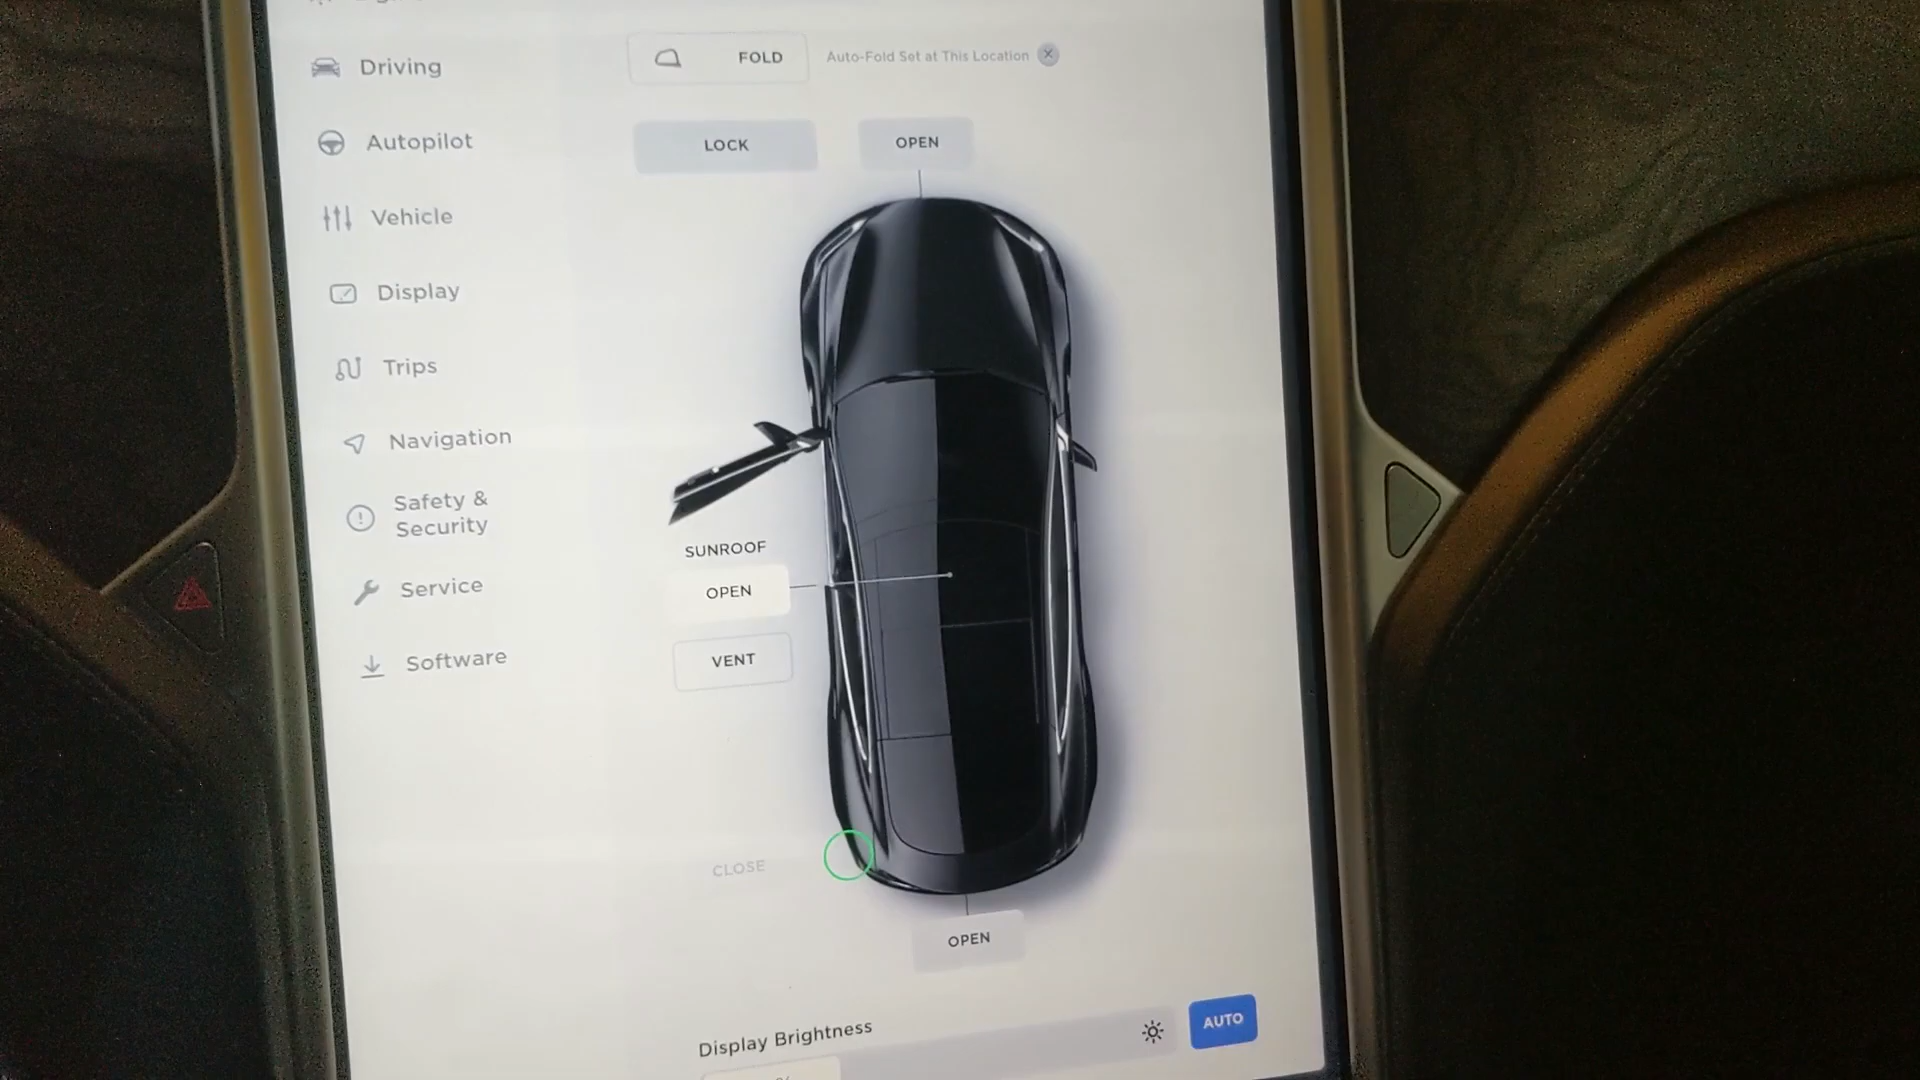 Driving
FOLD
Auto-Fold Set at This Location
LOCK
OPEN
Autopilot
Vehicle
Display
Trips
Navigation
Safety &
Security
SUNROOF
OPEN
VENT
Service
Software
CLOSE
OPEN
Display Brightness
AUTO